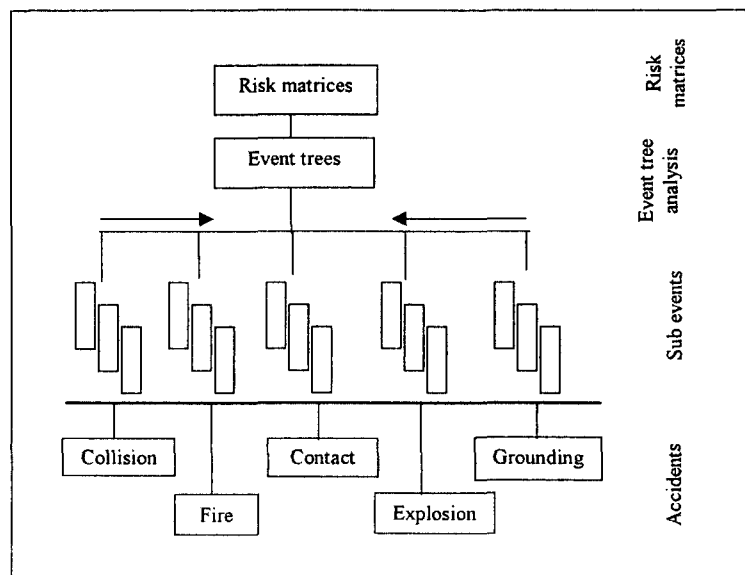 Risk matrices
Event trees
Collision
Contact
Grounding
Fire
Explosion
Risk
matrices
Event tree
analysis
Sub events
Accidents